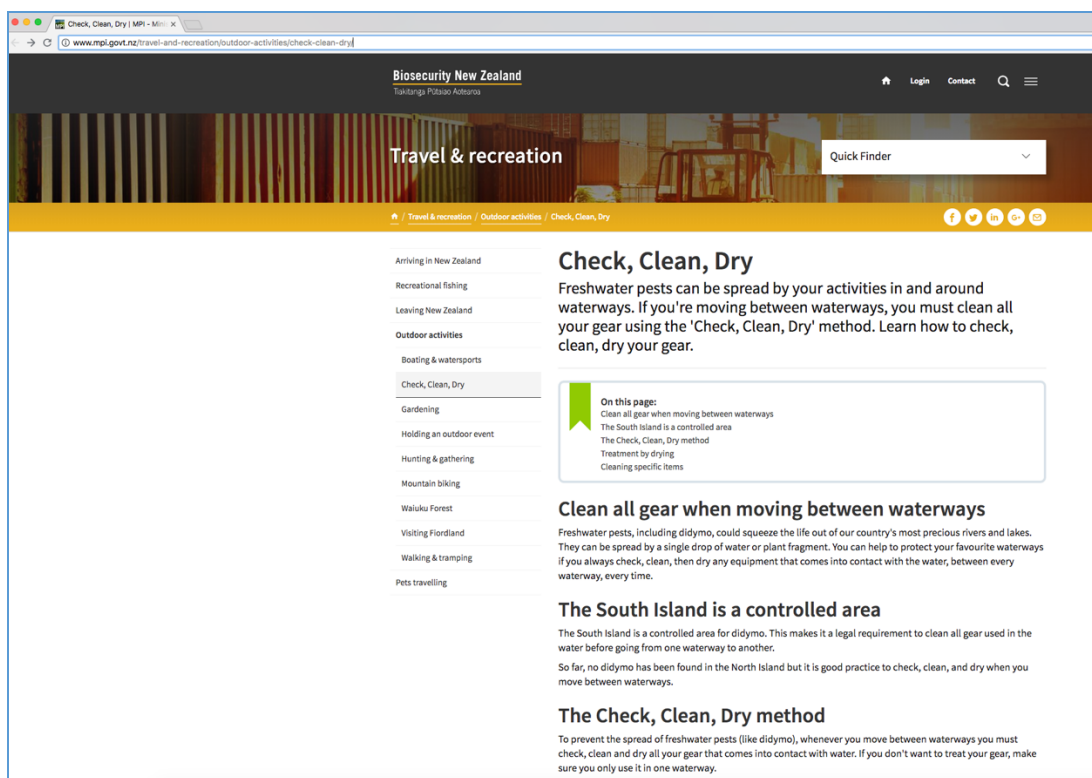 Check, Clean, Dry | MPI - Minis
www.mpi.govt.nz/travel-and-recreation/outdoor-activities/check-clean-dry/
Biosecurity New Zealand
Tiakitanga Pūtaiao Aotearoa
Login Contact
Travel & recreation
Quick Finder
/ Travel & recreation / Outdoor activities / Check, Clean, Dry
f in G+
Arriving in New Zealand
Recreational fishing
Leaving New Zealand
Outdoor activities
Boating & watersports
Check, Clean, Dry
Gardening
Holding an outdoor event
Hunting & gathering
Mountain biking
Waiuku Forest
Visiting Fiordland
Walking & tramping
Pets travelling
Check, Clean, Dry
Freshwater pests can be spread by your activities in and around
waterways. If you're moving between waterways, you must clean all
your gear using the 'Check, Clean, Dry' method. Learn how to check,
clean, dry your gear.
On this page:
Clean all gear when moving between waterways
The South Island is a controlled area
The Check, Clean, Dry method
Treatment by drying
Cleaning specific items
Clean all gear when moving between waterways
Freshwater pests, including didymo, could squeeze the life out of our country's most precious rivers and lakes.
They can be spread by a single drop of water or plant fragment. You can help to protect your favourite waterways
if you always check, clean, then dry any equipment that comes into contact with the water, between every
waterway, every time.
The South Island is a controlled area
The South Island is a controlled area for didymo. This makes it a legal requirement to clean all gear used in the
water before going from one waterway to another.
So far, no didymo has been found in the North Island but it is good practice to check, clean, and dry when you
move between waterways.
The Check, Clean, Dry method
To prevent the spread of freshwater pests (like didymo), whenever you move between waterways you must
check, clean and dry all your gear that comes into contact with water. If you don't want to treat your gear, make
sure you only use it in one waterway.